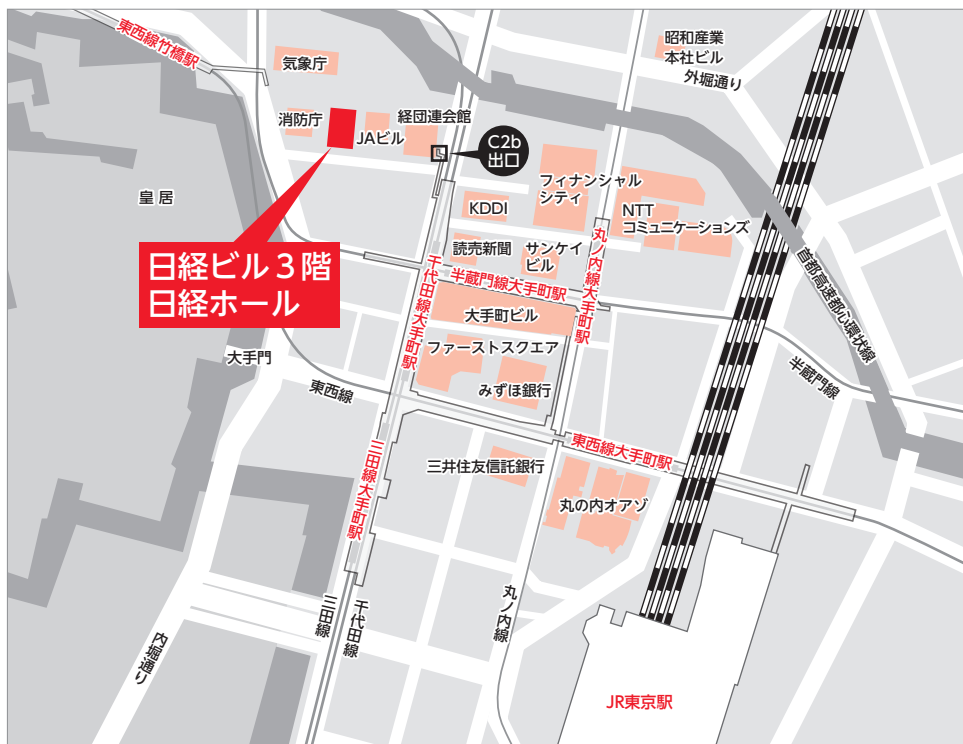 東西線竹橋駅
気象庁
昭和産業
本社ビル
外堀通り
消防庁
JAビル
経団連会館
C2b
出口
皇居
フィナンシャル
シティ
KDDI
NTT
コミュニケーションズ
読売新聞
サンケイ
ビル
丸ノ内線大手町駅
日経ビル3階
日経ホール
千代田線大手町駅
半蔵門線大手町駅
首都高速都心環状線
大手町ビル
大手門
ファーストスクエア
半蔵門線
東西線
みずほ銀行
三田線大手町駅
三井住友信託銀行
東西線大手町駅
丸の内オアゾ
三田線
千代田線
丸ノ内線
内堀通り
JR東京駅